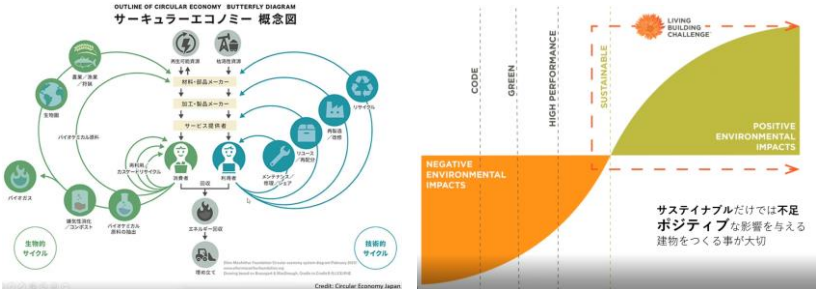 OUTLINE OF CIRCULAR ECONOMY BUTTERFLY DIAGRAM
サーキュラーエコノミー 概念図
再生可能資源
枯渇性資源
農業／漁業
／狩猟
材料・部品メーカー
リサイクル
生物圏
加工・製品メーカー
再製造
バイオケミカル原料
サービス提供者
リユース
／再配分
再利用
カスケードリサイクル
消費者
利用者
メンテナンス
回収
バイオガス
嫌気性消化
／コンポスト
バイオケミカル
原料の抽出
エネルギー回収
生物的
サイクル
技術的
サイクル
埋め立て
Credit: Circular Economy Japan
LIVING
BUILDING
CHALLENGE
CODE
GREEN
HIGH PERFORMANCE
SUSTAINABLE
POSITIVE
ENVIRONMENTAL
IMPACTS
NEGATIVE
ENVIRONMENTAL
IMPACTS
サステイナブルだけでは不足
ポジティブな影響を与える
建物をつくる事が大切